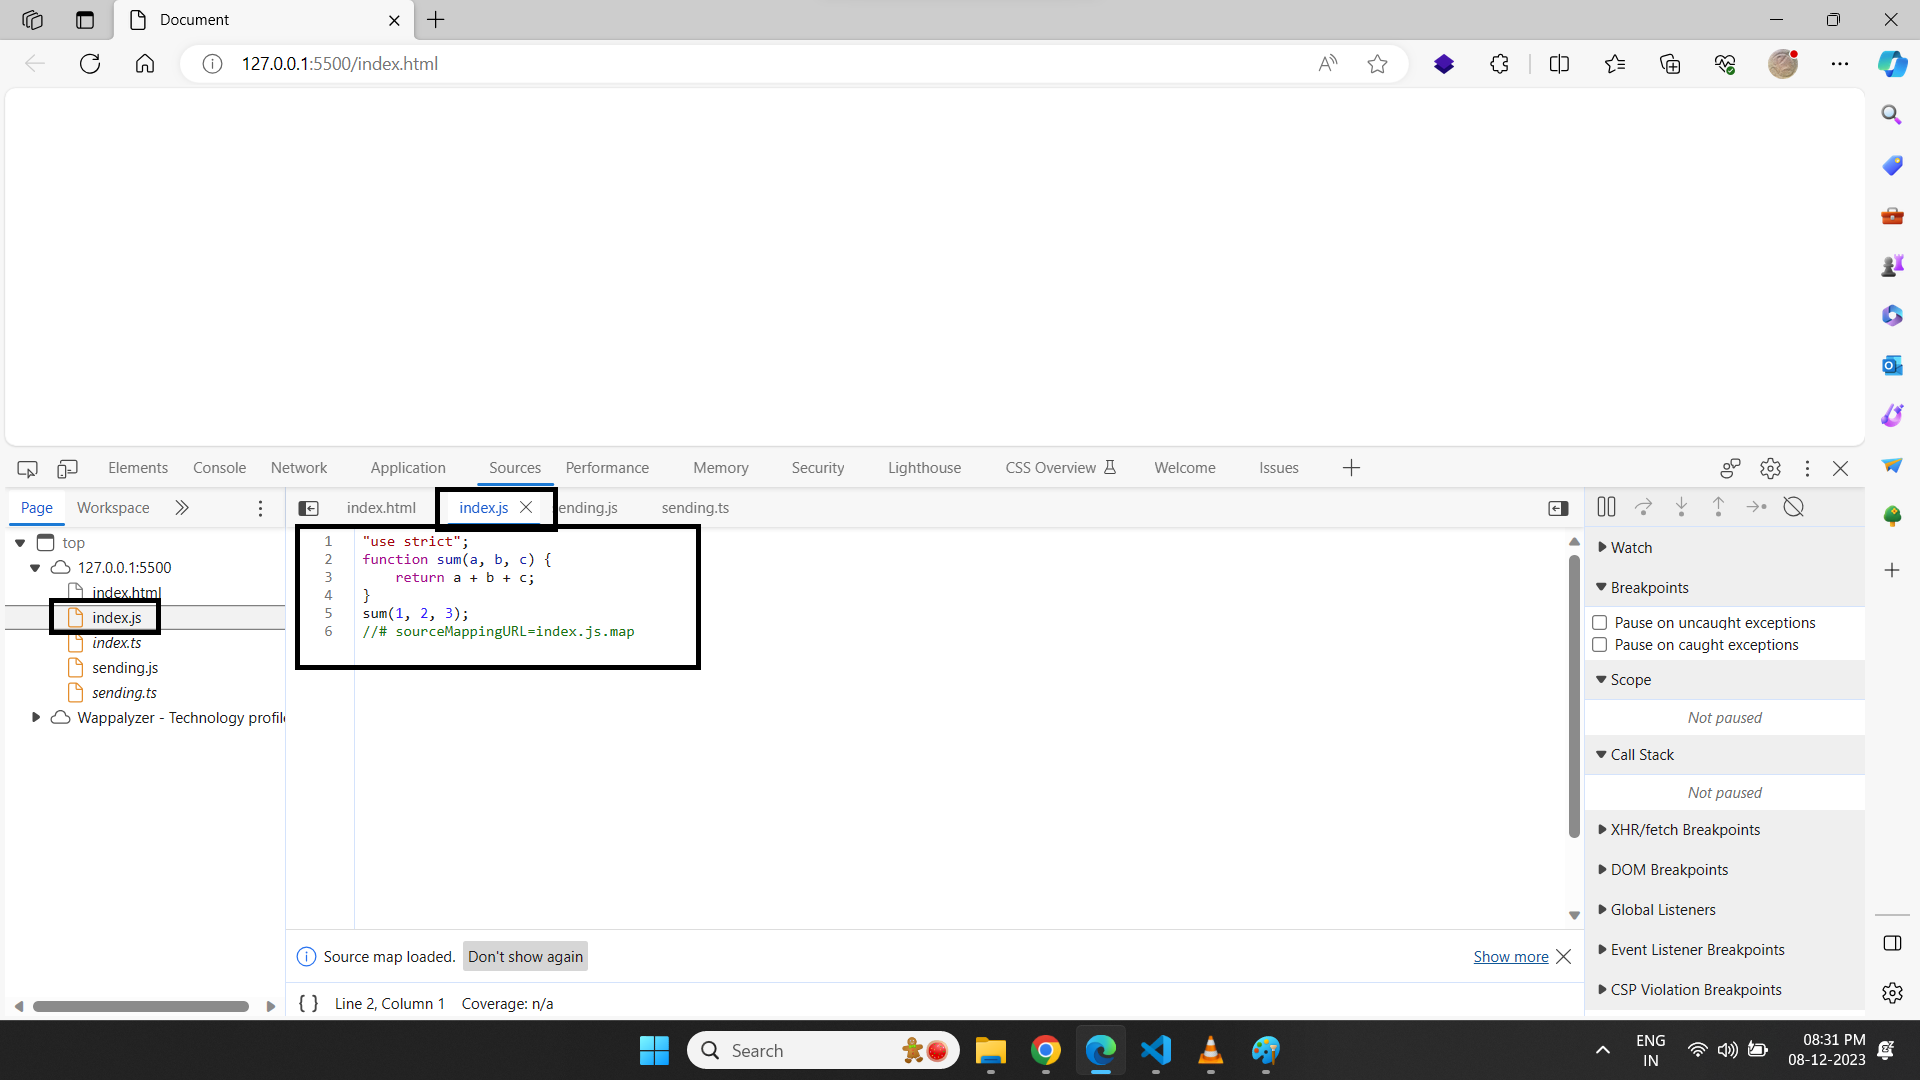 Document
127.0.0.1:5500/index.html
Elements Console Network Application Sources Performance Memory Security Lighthouse CSS Overview Welcome Issues
Page Workspace
index.html index.js ending.js sending.ts
top
127.0.0.1:5500
index.html
index.js
index.ts
sending.js
sending.ts
Wappalyzer - Technology profil
1 "use strict";
2 function sum(a, b, c) {
3 return a + b + c;
4 }
5 sum(1, 2, 3);
6 //# sourceMappingURL=index.js.map
Source map loaded. Don't show again Show more
{ } Line 2, Column 1 Coverage: n/a
Watch
Breakpoints
Pause on uncaught exceptions
Pause on caught exceptions
Scope
Not paused
Call Stack
Not paused
XHR/fetch Breakpoints
DOM Breakpoints
Global Listeners
Event Listener Breakpoints
CSP Violation Breakpoints
Search
ENG
IN
08:31 PM
08-12-2023